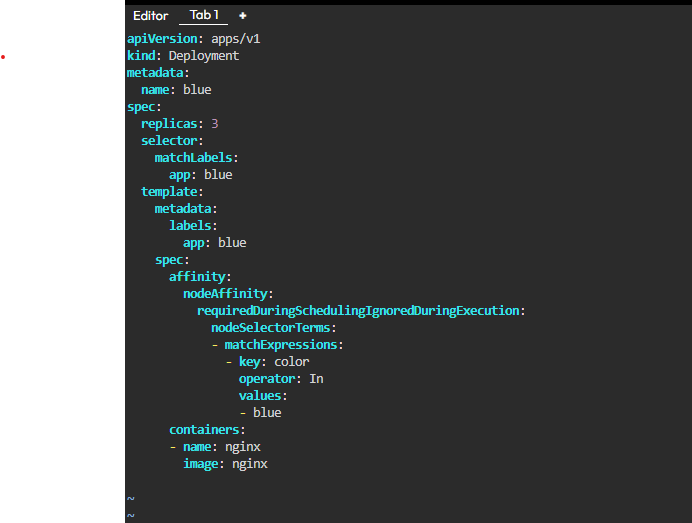 Editor Tab 1 +
apiVersion: apps/v1
kind: Deployment
metadata:
  name: blue
spec:
  replicas: 3
  selector:
    matchLabels:
      app: blue
  template:
    metadata:
      labels:
        app: blue
    spec:
      affinity:
        nodeAffinity:
          requiredDuringSchedulingIgnoredDuringExecution:
            nodeSelectorTerms:
            - matchExpressions:
              - key: color
                operator: In
                values:
                - blue
      containers:
      - name: nginx
        image: nginx
~
~